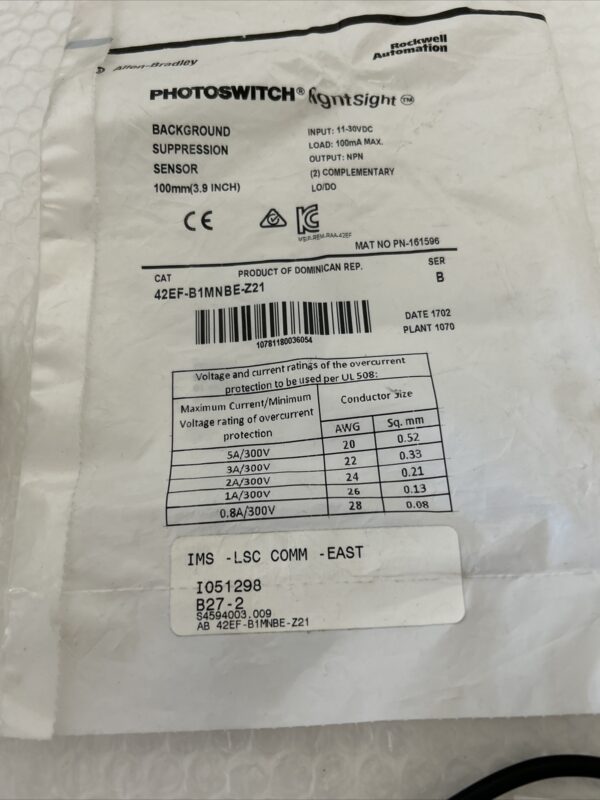 Allen-Bradley
Rockwell
Automation
PHOTOSWITCH® RightSight™
BACKGROUND
SUPPRESSION
SENSOR
100mm(3.9 INCH)
INPUT: 11-30VDC
LOAD: 100mA MAX.
OUTPUT: NPN
(2) COMPLEMENTARY
LO/DO
CE
MAT NO PN-161596
PRODUCT OF DOMINICAN REP.
CAT
42EF-B1MNBE-Z21
SER
B
10781180036054
DATE 1702
PLANT 1070
Voltage and current ratings of the overcurrent
protection to be used per UL 508:
Maximum Current/Minimum
Voltage rating of overcurrent
protection
Conductor Size
AWG Sq. mm
5A/300V 20 0.52
3A/300V 22 0.33
2A/300V 24 0.21
1A/300V 26 0.13
0.8A/300V 28 0.08
IMS -LSC COMM -EAST
I051298
B27-2
S4594003.009
AB 42EF-B1MNBE-Z21